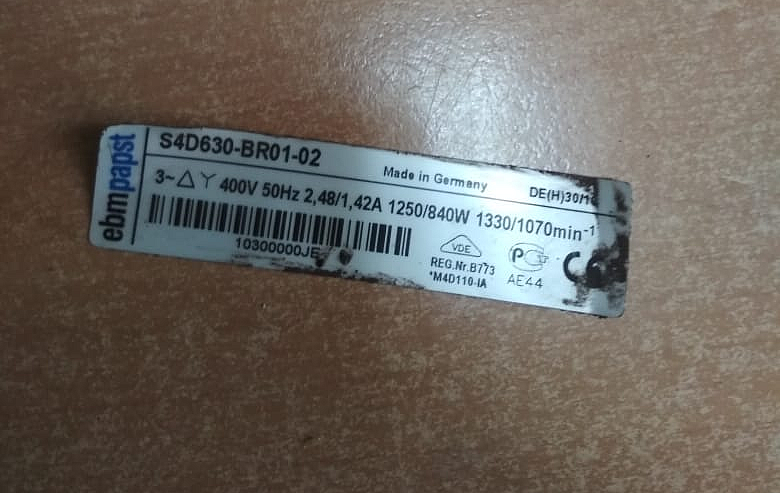 ebmpapst
S4D630-BR01-02
Made in Germany
DE(H)30/1
3~ △ Y 400V 50Hz 2,48/1,42A 1250/840W 1330/1070min⁻¹
10300000JE
VDE
REG.Nr.B773
*M4D110-IA
AE44
CE